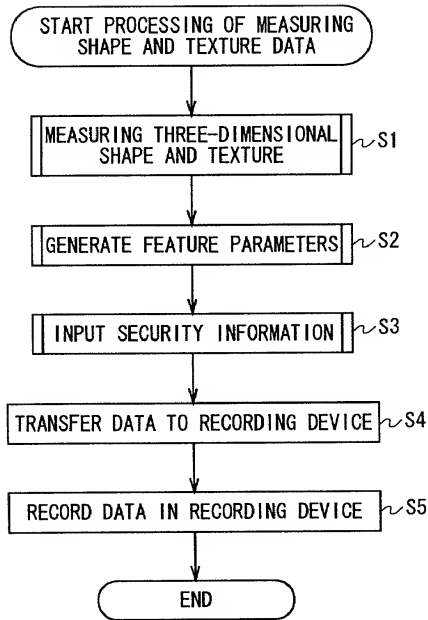 START PROCESSING OF MEASURING
SHAPE AND TEXTURE DATA
MEASURING THREE-DIMENSIONAL
SHAPE AND TEXTURE
S1
GENERATE FEATURE PARAMETERS
S2
INPUT SECURITY INFORMATION
S3
TRANSFER DATA TO RECORDING DEVICE
S4
RECORD DATA IN RECORDING DEVICE
S5
END